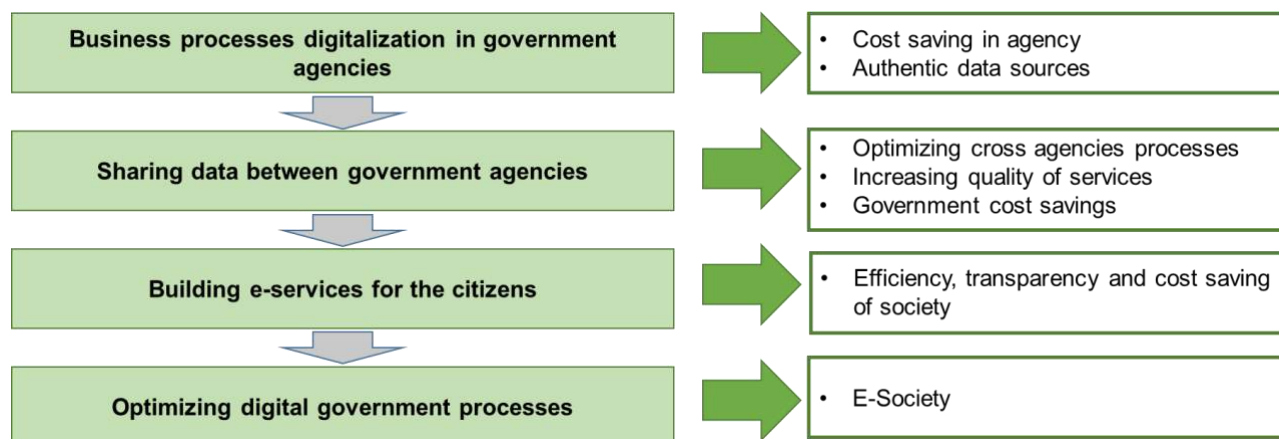 Business processes digitalization in government
agencies
• Cost saving in agency
• Authentic data sources
Sharing data between government agencies
• Optimizing cross agencies processes
• Increasing quality of services
• Government cost savings
Building e-services for the citizens
• Efficiency, transparency and cost saving
of society
Optimizing digital government processes
• E-Society